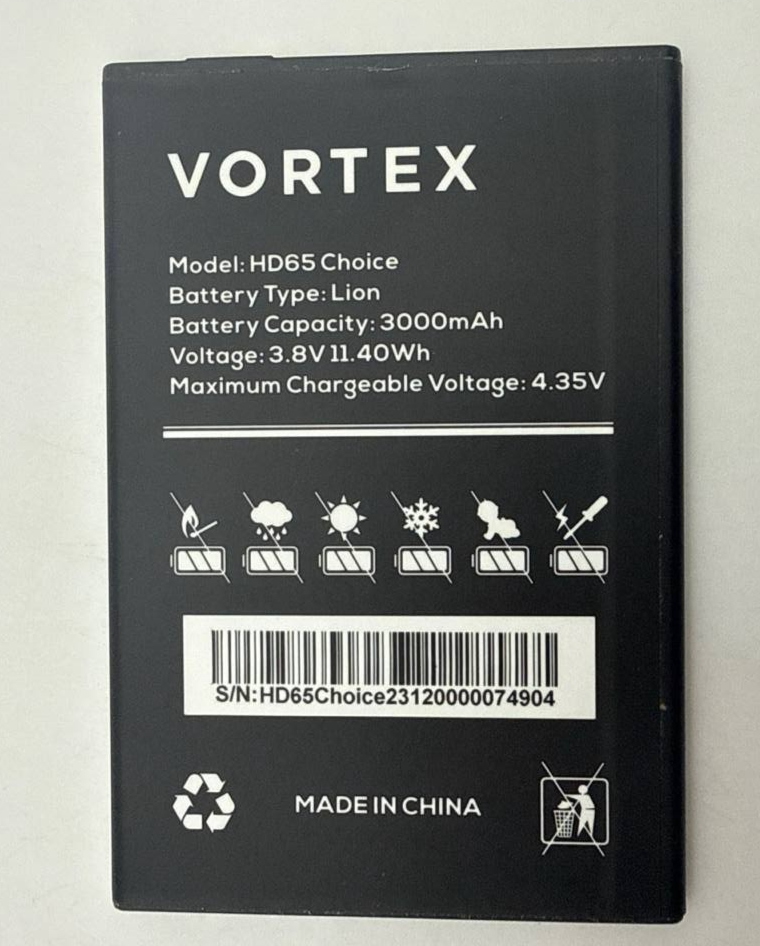 VORTEX
Model: HD65 Choice
Battery Type: Lion
Battery Capacity: 3000mAh
Voltage: 3.8V 11.40Wh
Maximum Chargeable Voltage: 4.35V
S/N:HD65Choice23120000074904
MADE IN CHINA